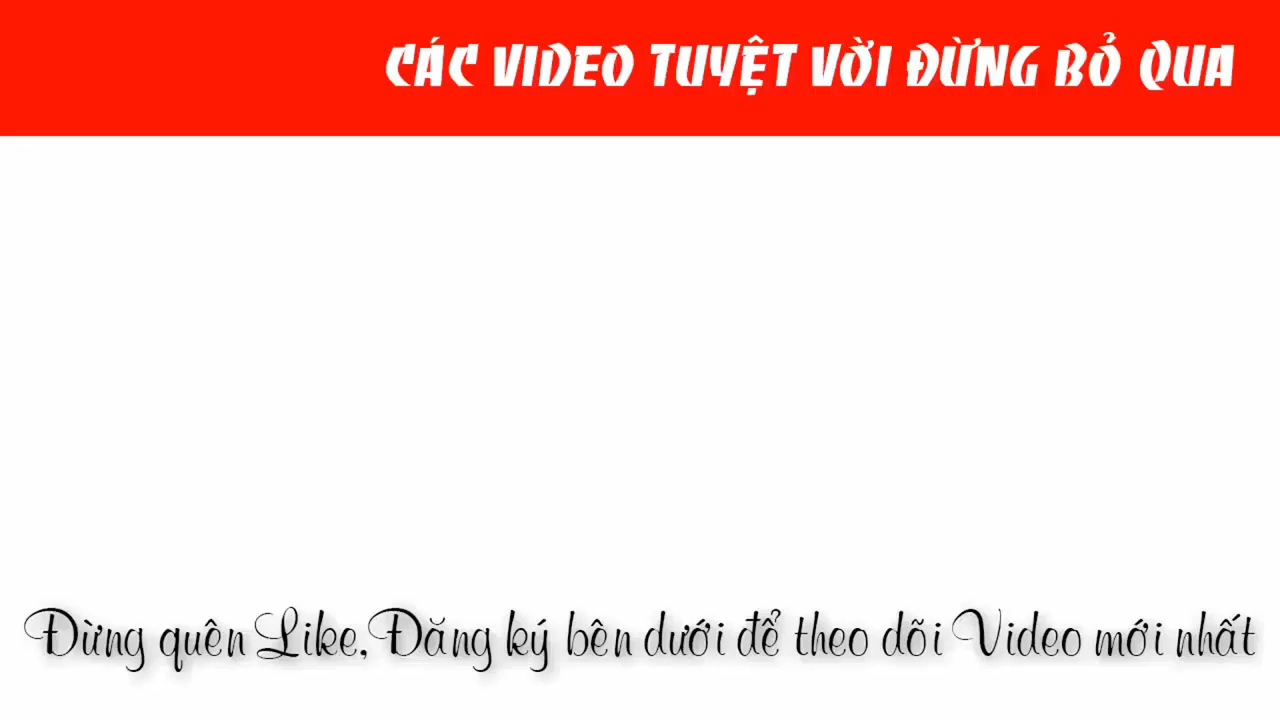 CÁC VIDEO TUYỆT VỜI ĐỪNG BỎ QUA
Đừng quên Like, Đăng ký bên dưới để theo dõi Video mới nhất